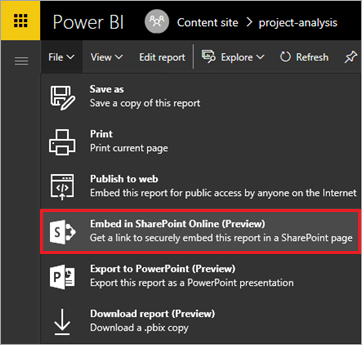 Power BI Content site > project-analysis
File View Edit report Explore Refresh
Save as
Save a copy of this report
Print
Print current page
Publish to web
Embed this report for public access by anyone on the Internet
Embed in SharePoint Online (Preview)
Get a link to securely embed this report in a SharePoint page
Export to PowerPoint (Preview)
Export this report as a PowerPoint presentation
Download report (Preview)
Download a .pbix copy